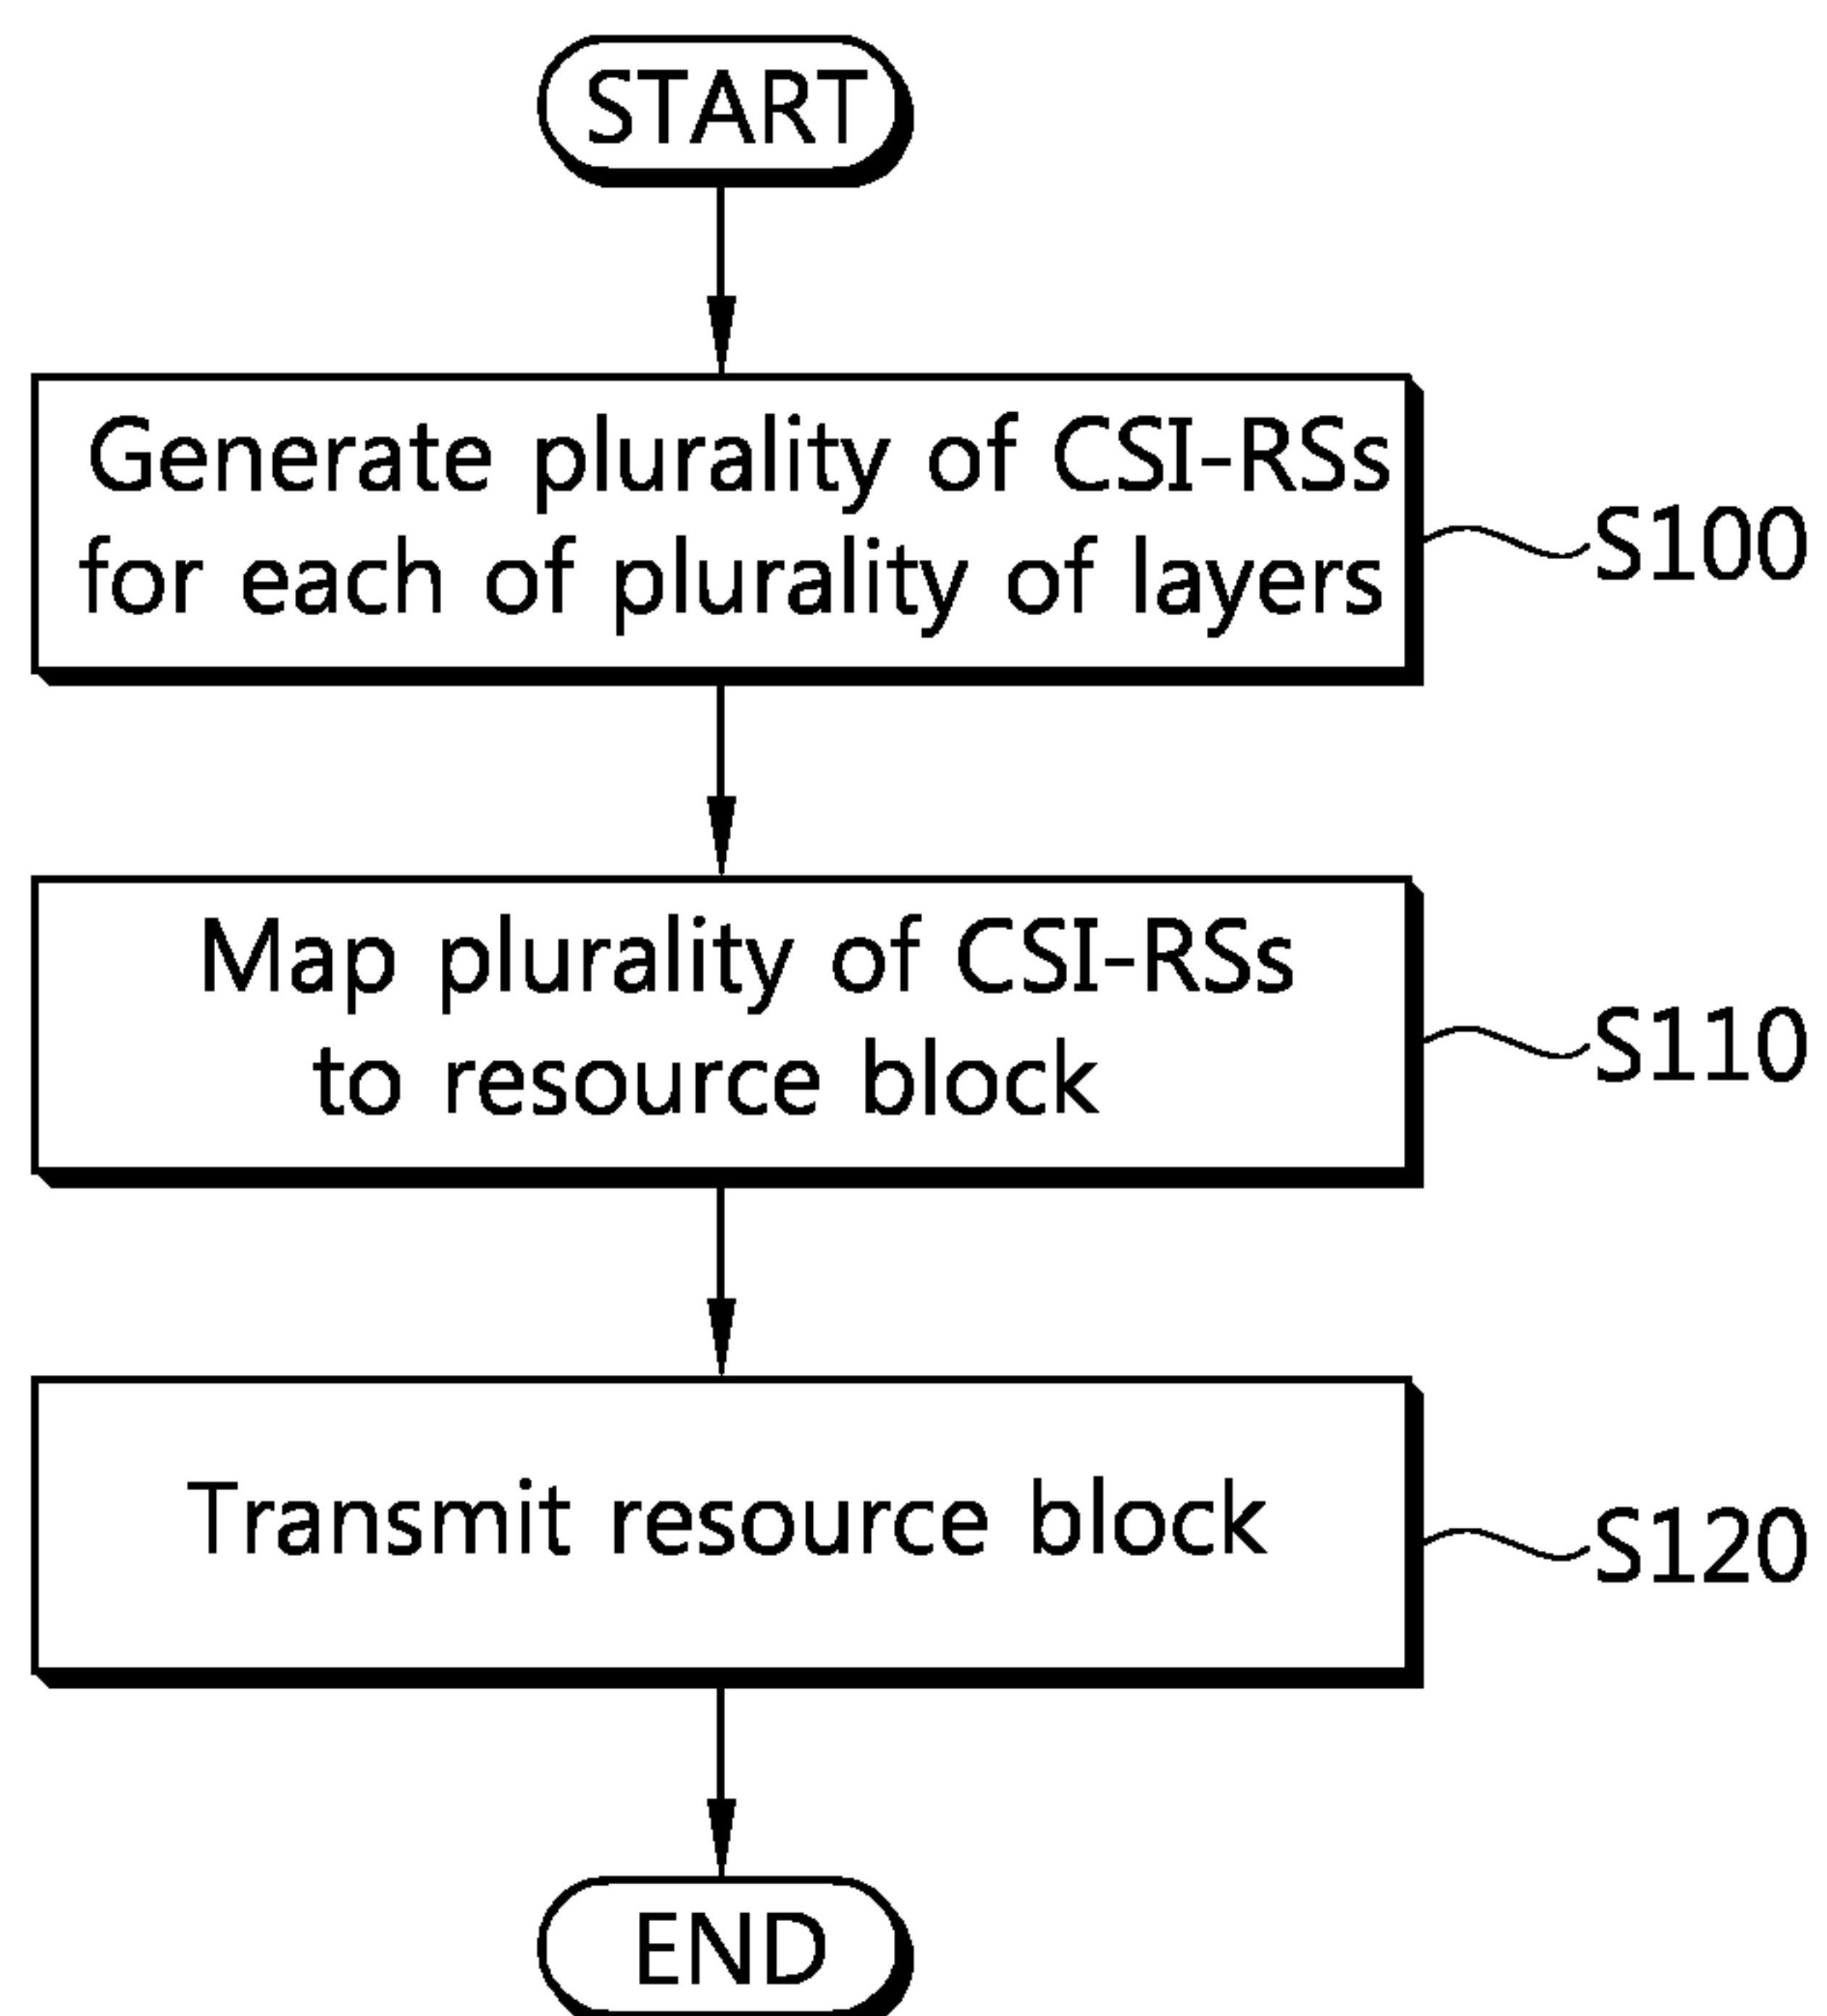 START
Generate plurality of CSI-RSs
for each of plurality of layers
S100
Map plurality of CSI-RSs
to resource block
S110
Transmit resource block
S120
END